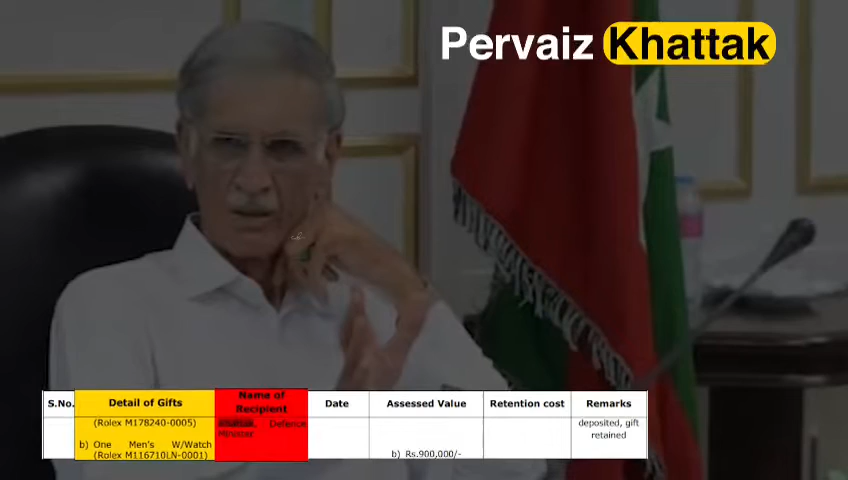 Pervaiz Khattak
S.No. Detail of Gifts Name of Recipient Date Assessed Value Retention cost Remarks
(Rolex M178240-0005) Defence deposited, gift
Minister retained
b) One Men's W/Watch
(Rolex M116710LN-0001) b) Rs.900,000/-